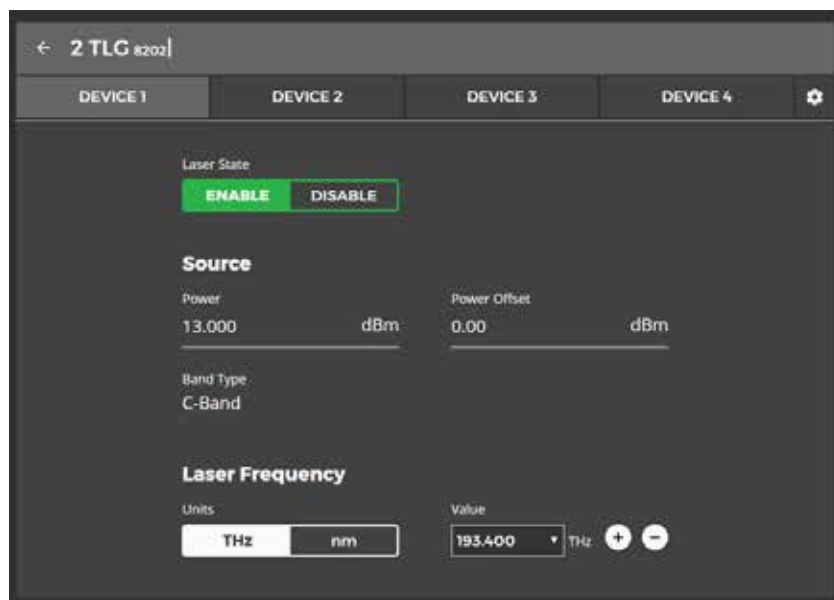 2 TLG 8202
DEVICE 1 DEVICE 2 DEVICE 3 DEVICE 4
Laser State
ENABLE DISABLE
Source
Power Power Offset
13.000 dBm 0.00 dBm
Band Type
C-Band
Laser Frequency
Units Value
THz nm 193.400 THz + −